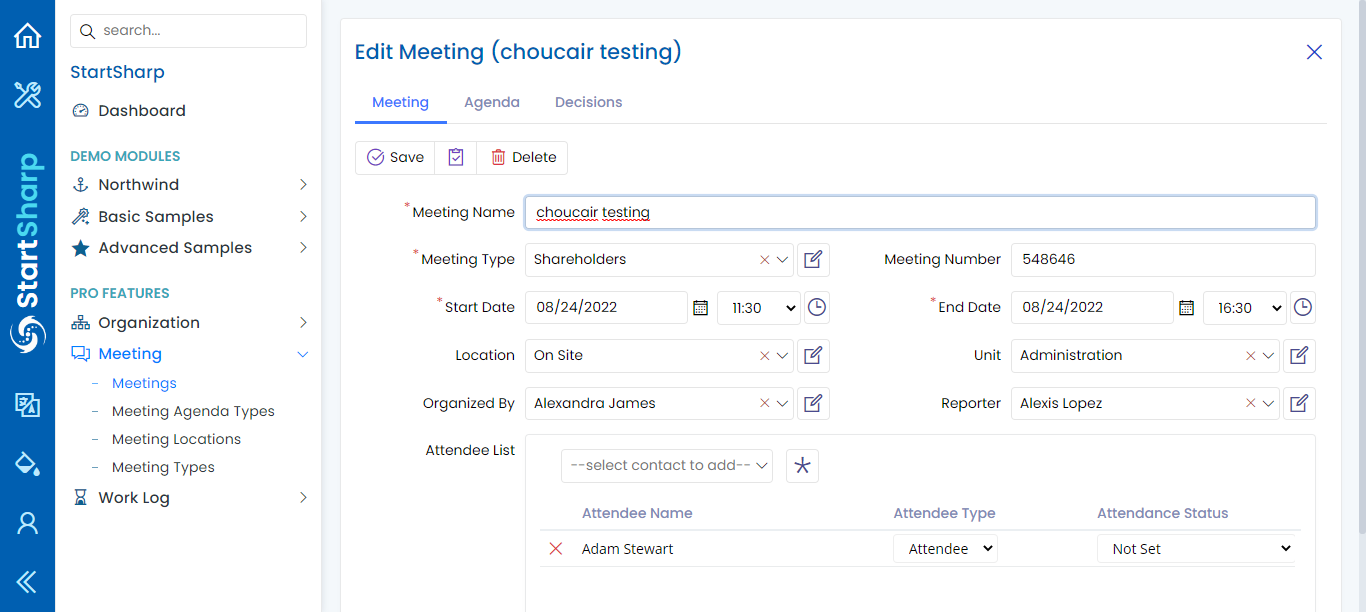 search...
StartSharp
Dashboard
DEMO MODULES
Northwind
Basic Samples
Advanced Samples
PRO FEATURES
Organization
Meeting
- Meetings
- Meeting Agenda Types
- Meeting Locations
- Meeting Types
Work Log
StartSharp
Edit Meeting (choucair testing)
Meeting Agenda Decisions
Save Delete
*Meeting Name choucair testing
*Meeting Type Shareholders Meeting Number 548646
*Start Date 08/24/2022 11:30 *End Date 08/24/2022 16:30
Location On Site Unit Administration
Organized By Alexandra James Reporter Alexis Lopez
Attendee List --select contact to add--
Attendee Name Attendee Type Attendance Status
Adam Stewart Attendee Not Set